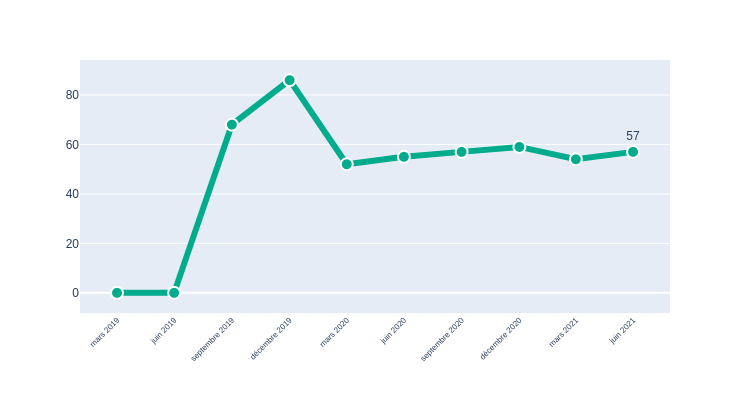 80
60
40
20
0
57
mars 2019
juin 2019
septembre 2019
décembre 2019
mars 2020
juin 2020
septembre 2020
décembre 2020
mars 2021
juin 2021